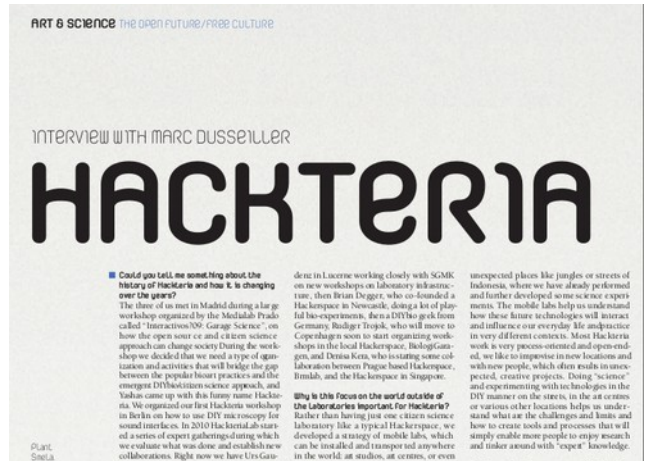 ART & SCIENCE THE OPEN FUTURE/FREE CULTURE
INTERVIEW WITH MARC DUSSEILLER
HACKTERIA
Could you tell me something about the
history of Hackteria and how it is changing
over the years?
The three of us met in Madrid during a large
workshop organized by the Medialab Prado
called "Interactivos?09: Garage Science", on
how the open sour ce and citizen science
approach can change society During the work-
shop we decided that we need a type of organ-
ization and activities that will bridge the gap
between the popular bioart practices and the
emergent DIYbio/citizen science approach, and
Yashas came up with this funny name Hackte-
ria. We organized our first Hackteria workshop
in Berlin on how to use DIY microscopy for
sound interfaces. In 2010 HackteriaLab start-
ed a series of expert gatherings during which
we evaluate what was done and establish new
collaborations. Right now we have Urs Gau-
denz in Lucerne working closely with SGMK
on new workshops on laboratory infrastruc-
ture, then Brian Degger, who co-founded a
Hackerspace in Newcastle, doing a lot of play-
ful bio-experiments, then a DIYbio geek from
Germany, Rüdiger Trojok, who will move to
Copenhagen soon to start organizing work-
shops in the local Hackerspace, BiologiGara-
gen, and Denisa Kera, who is stating some col-
laboration between Prague based Hackerspace,
Brmlab, and the Hackerspace in Singapore.
Why is this focus on the world outside of
the Laboratories important for Hackteria?
Rather than having just one citizen science
laboratory like a typical Hackerspace, we
developed a strategy of mobile labs, which
can be installed and transported anywhere
in the world: art studios, art centres, or even
unexpected places like jungles or streets of
Indonesia, where we have already performed
and further developed some science experi-
ments. The mobile labs help us understand
how these future technologies will interact
and influence our everyday life andpractice
in very different contexts. Most Hackteria
work is very process-oriented and open-end-
ed, we like to improvise in new locations and
with new people, which often results in unex-
pected, creative projects. Doing "science"
and experimenting with technologies in the
DIY manner on the streets, in the art centres
or various other locations helps us under-
stand what are the challenges and limits and
how to create tools and processes that will
simply enable more people to enjoy research
and tinker around with "expert" knowledge.
Plant
Smela